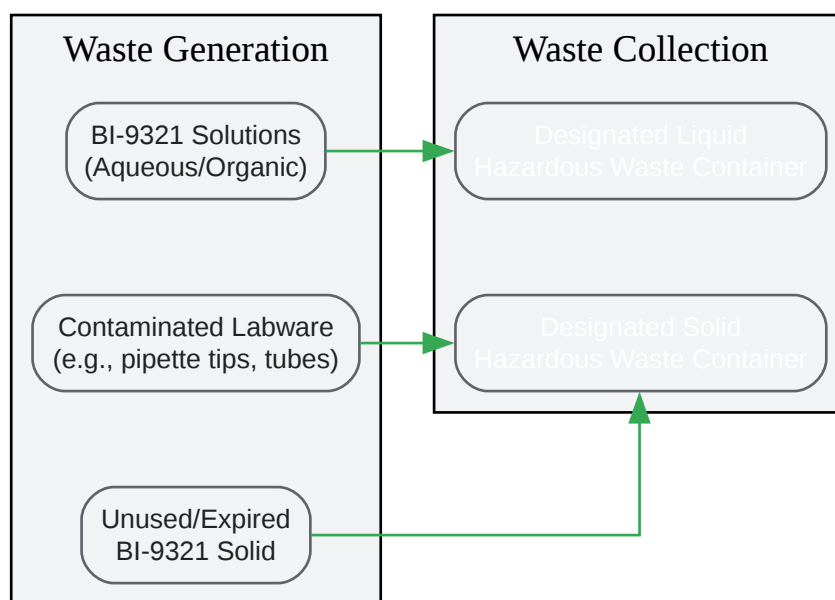 Waste Generation
Waste Collection
BI-9321 Solutions
(Aqueous/Organic)
Designated Liquid
Hazardous Waste Container
Contaminated Labware
(e.g., pipette tips, tubes)
Designated Solid
Hazardous Waste Container
Unused/Expired
BI-9321 Solid